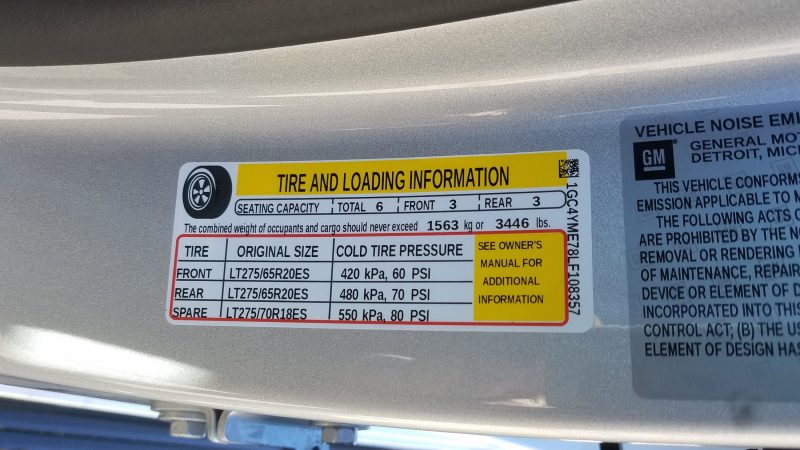 TIRE AND LOADING INFORMATION
SEATING CAPACITY TOTAL 6 FRONT 3 REAR 3
The combined weight of occupants and cargo should never exceed 1563 kg or 3446 lbs.
TIRE ORIGINAL SIZE COLD TIRE PRESSURE
FRONT LT275/65R20ES 420 kPa, 60 PSI
REAR LT275/65R20ES 480 kPa, 70 PSI
SPARE LT275/70R18ES 550 kPa, 80 PSI
SEE OWNER'S
MANUAL FOR
ADDITIONAL
INFORMATION
1GC4YME78LF108357
VEHICLE NOISE EMI
GM GENERAL MOT
DETROIT, MICH
THIS VEHICLE CONFORMS
EMISSION APPLICABLE TO M
THE FOLLOWING ACTS C
ARE PROHIBITED BY THE NO
REMOVAL OR RENDERING I
OF MAINTENANCE, REPAIR
DEVICE OR ELEMENT OF D
INCORPORATED INTO THIS
CONTROL ACT; (B) THE US
ELEMENT OF DESIGN HAS